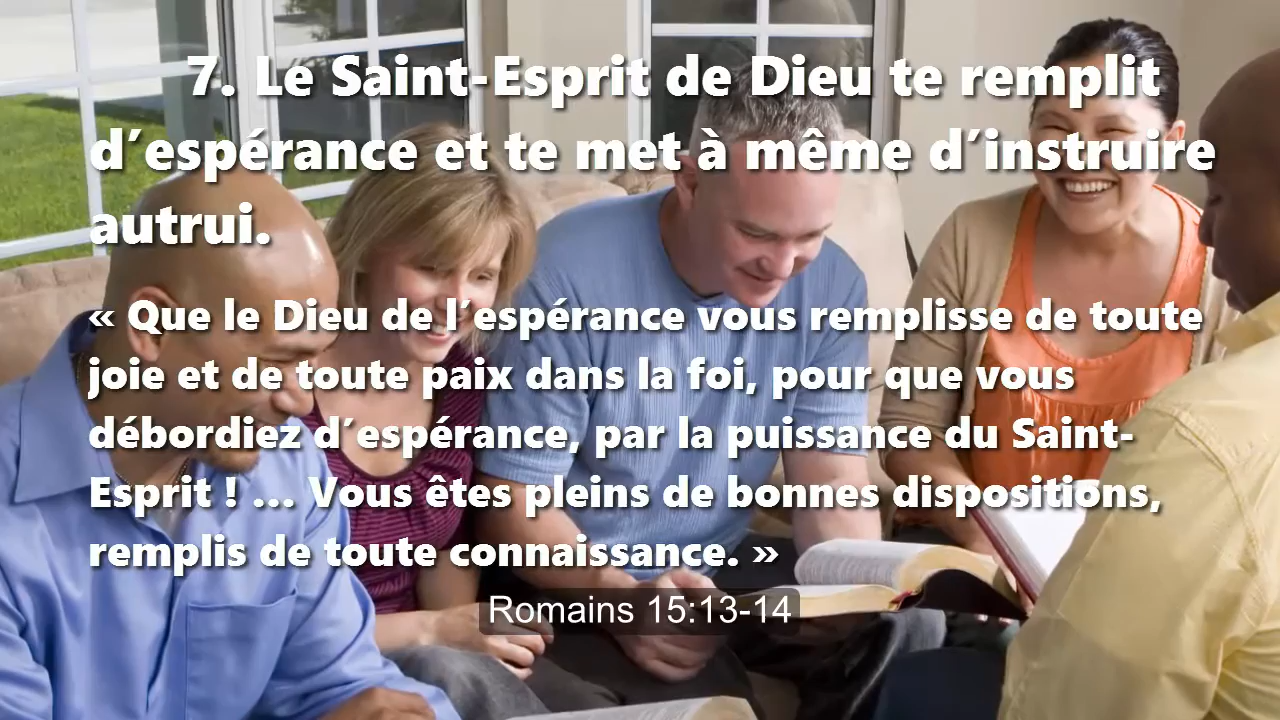 7. Le Saint-Esprit de Dieu te remplit
d´espérance et te met à même d´instruire
autrui.
« Que le Dieu de l´espérance vous remplisse de toute
joie et de toute paix dans la foi, pour que vous
débordiez d´espérance, par la puissance du Saint-
Esprit ! … Vous êtes pleins de bonnes dispositions,
remplis de toute connaissance. »
Romains 15:13-14